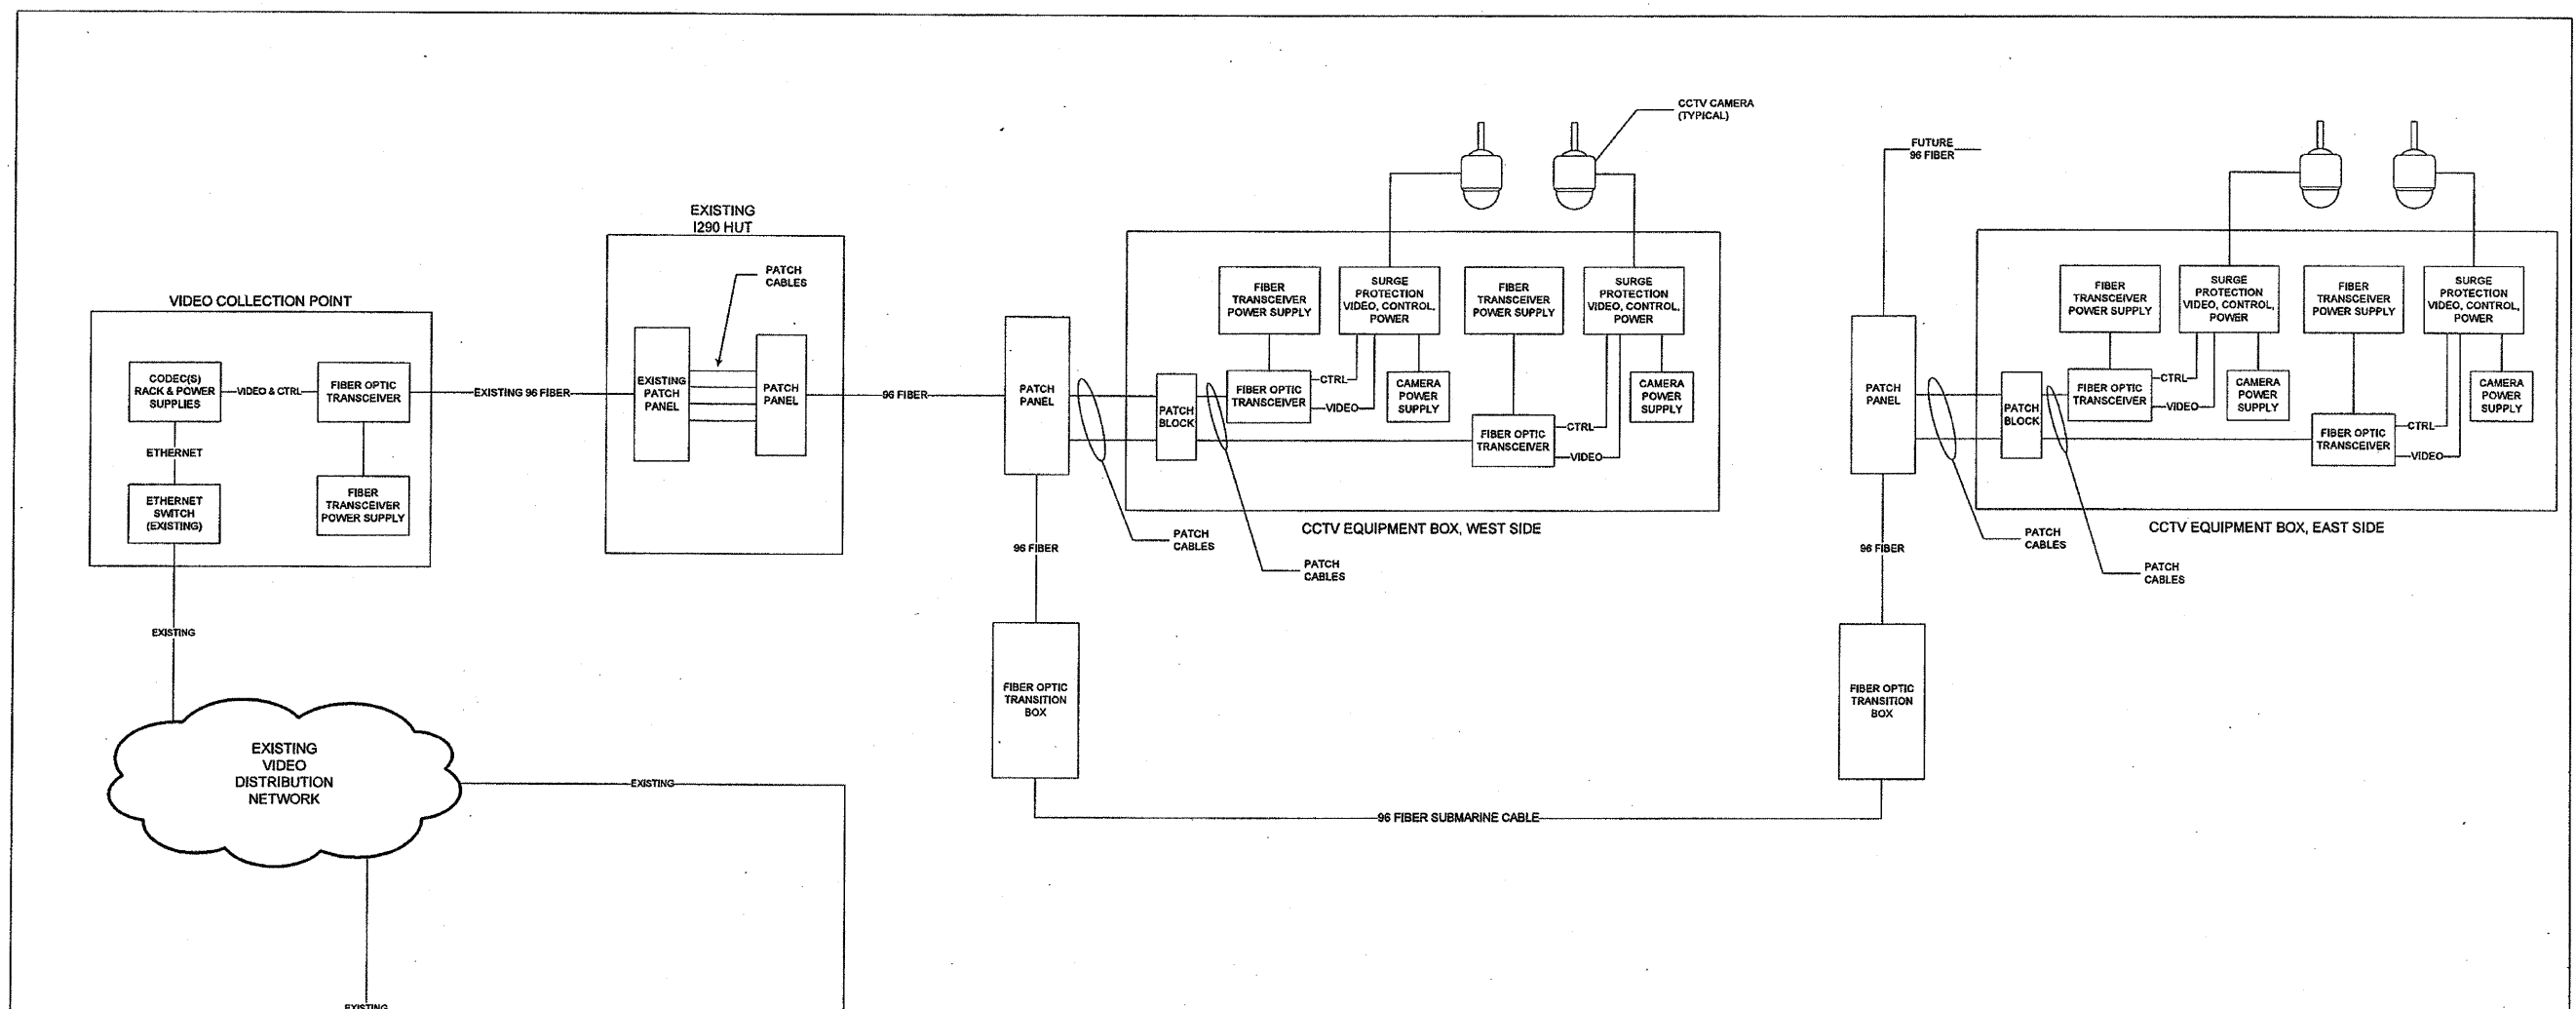 CCTV CAMERA
(TYPICAL)
FUTURE
96 FIBER
EXISTING
I290 HUT
PATCH
CABLES
EXISTING
PATCH
PANEL
PATCH
PANEL
VIDEO COLLECTION POINT
CODEC(S)
RACK & POWER
SUPPLIES
VIDEO & CTRL
FIBER OPTIC
TRANSCEIVER
EXISTING 96 FIBER
ETHERNET
ETHERNET
SWITCH
(EXISTING)
FIBER
TRANSCEIVER
POWER SUPPLY
96 FIBER
PATCH
PANEL
PATCH
BLOCK
FIBER
TRANSCEIVER
POWER SUPPLY
SURGE
PROTECTION
VIDEO, CONTROL,
POWER
FIBER
TRANSCEIVER
POWER SUPPLY
SURGE
PROTECTION
VIDEO, CONTROL,
POWER
FIBER OPTIC
TRANSCEIVER
CTRL
VIDEO
CAMERA
POWER
SUPPLY
FIBER OPTIC
TRANSCEIVER
CTRL
VIDEO
CAMERA
POWER
SUPPLY
CCTV EQUIPMENT BOX, WEST SIDE
PATCH
CABLES
PATCH
CABLES
96 FIBER
FIBER OPTIC
TRANSITION
BOX
PATCH
PANEL
PATCH
BLOCK
FIBER
TRANSCEIVER
POWER SUPPLY
SURGE
PROTECTION
VIDEO, CONTROL,
POWER
FIBER
TRANSCEIVER
POWER SUPPLY
SURGE
PROTECTION
VIDEO, CONTROL,
POWER
FIBER OPTIC
TRANSCEIVER
CTRL
VIDEO
CAMERA
POWER
SUPPLY
FIBER OPTIC
TRANSCEIVER
CTRL
VIDEO
CAMERA
POWER
SUPPLY
CCTV EQUIPMENT BOX, EAST SIDE
PATCH
CABLES
PATCH
CABLES
96 FIBER
FIBER OPTIC
TRANSITION
BOX
96 FIBER SUBMARINE CABLE
EXISTING
EXISTING
VIDEO
DISTRIBUTION
NETWORK
EXISTING
EXISTING